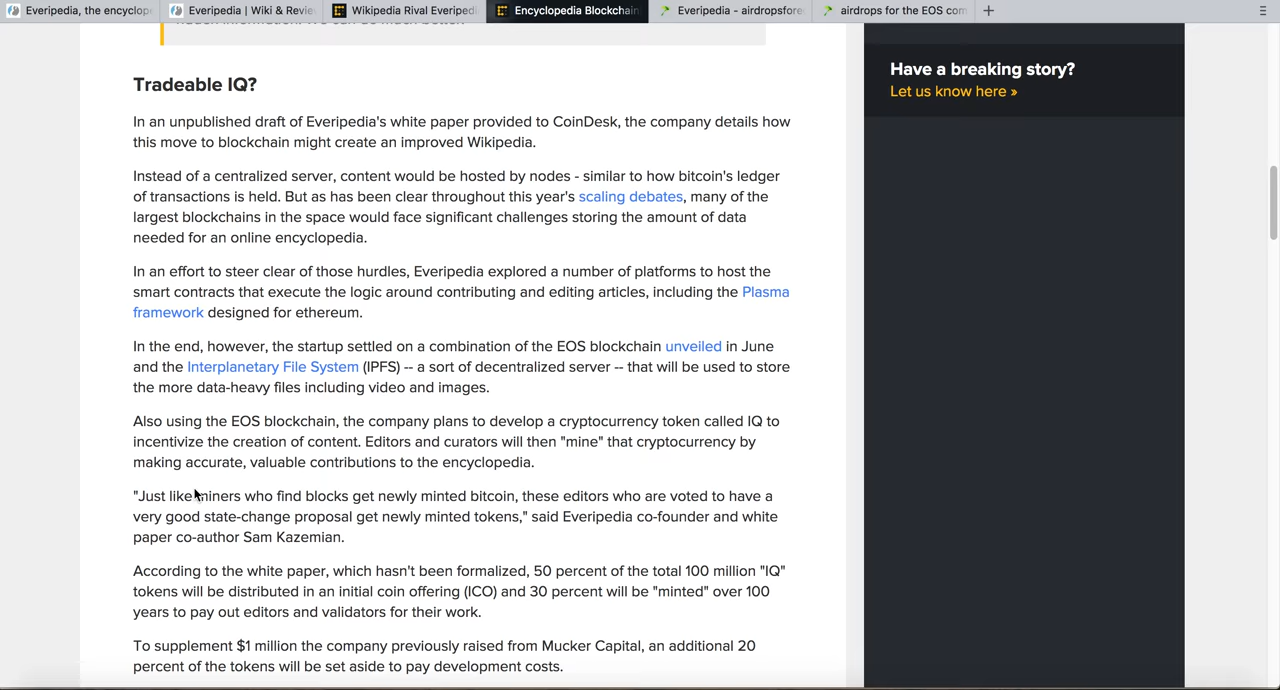 Everipedia, the encyclop
Everipedia | Wiki & Revie
Wikipedia Rival Everipedi
Encyclopedia Blockchain
Everipedia - airdropsfore
airdrops for the EOS com
Tradeable IQ?
In an unpublished draft of Everipedia's white paper provided to CoinDesk, the company details how
this move to blockchain might create an improved Wikipedia.
Instead of a centralized server, content would be hosted by nodes - similar to how bitcoin's ledger
of transactions is held. But as has been clear throughout this year's scaling debates, many of the
largest blockchains in the space would face significant challenges storing the amount of data
needed for an online encyclopedia.
In an effort to steer clear of those hurdles, Everipedia explored a number of platforms to host the
smart contracts that execute the logic around contributing and editing articles, including the Plasma
framework designed for ethereum.
In the end, however, the startup settled on a combination of the EOS blockchain unveiled in June
and the Interplanetary File System (IPFS) -- a sort of decentralized server -- that will be used to store
the more data-heavy files including video and images.
Also using the EOS blockchain, the company plans to develop a cryptocurrency token called IQ to
incentivize the creation of content. Editors and curators will then "mine" that cryptocurrency by
making accurate, valuable contributions to the encyclopedia.
"Just like miners who find blocks get newly minted bitcoin, these editors who are voted to have a
very good state-change proposal get newly minted tokens," said Everipedia co-founder and white
paper co-author Sam Kazemian.
According to the white paper, which hasn't been formalized, 50 percent of the total 100 million "IQ"
tokens will be distributed in an initial coin offering (ICO) and 30 percent will be "minted" over 100
years to pay out editors and validators for their work.
To supplement $1 million the company previously raised from Mucker Capital, an additional 20
percent of the tokens will be set aside to pay development costs.
Have a breaking story?
Let us know here »